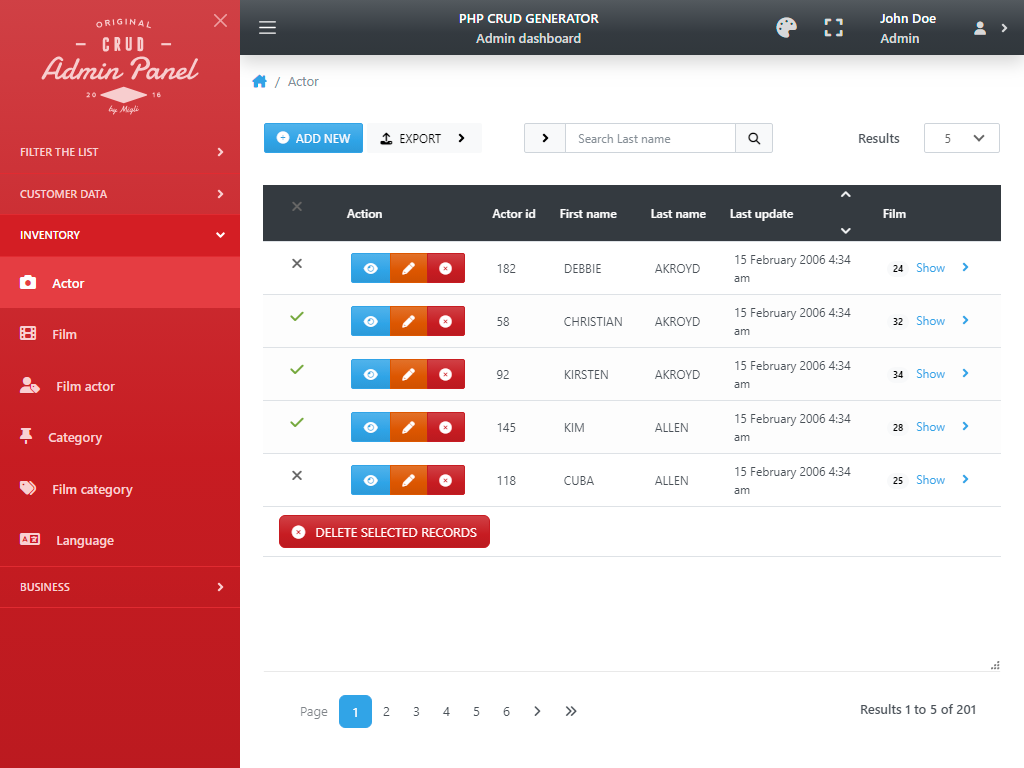 ORIGINAL
CRUD
Admin Panel
20 16
by Migli
FILTER THE LIST
CUSTOMER DATA
INVENTORY
Actor
Film
Film actor
Category
Film category
Language
BUSINESS
PHP CRUD GENERATOR
Admin dashboard
John Doe
Admin
/ Actor
ADD NEW EXPORT Search Last name Results 5
Action Actor id First name Last name Last update Film
182 DEBBIE AKROYD 15 February 2006 4:34 am 24 Show
58 CHRISTIAN AKROYD 15 February 2006 4:34 am 32 Show
92 KIRSTEN AKROYD 15 February 2006 4:34 am 34 Show
145 KIM ALLEN 15 February 2006 4:34 am 28 Show
118 CUBA ALLEN 15 February 2006 4:34 am 25 Show
DELETE SELECTED RECORDS
Page 1 2 3 4 5 6 Results 1 to 5 of 201